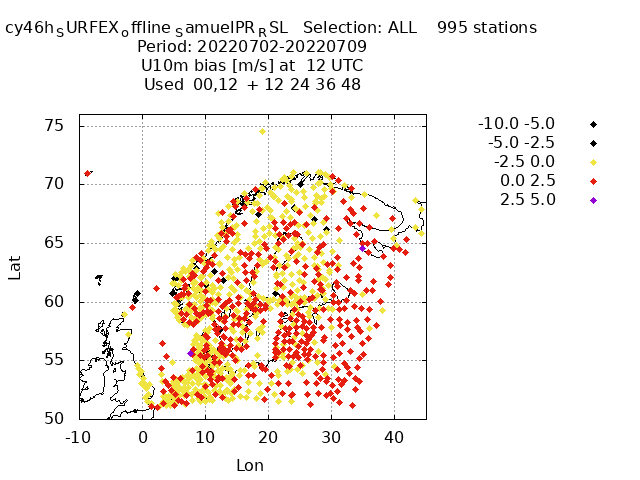 cy46h_SURFEX_offline_SamuelPR_RSL   Selection: ALL    995 stations
Period: 20220702-20220709
U10m bias [m/s] at  12 UTC
Used  00,12  + 12 24 36 48
-10.0 -5.0
-5.0 -2.5
-2.5 0.0
0.0 2.5
2.5 5.0
75
70
65
60
55
50
-10 0 10 20 30 40
Lat
Lon